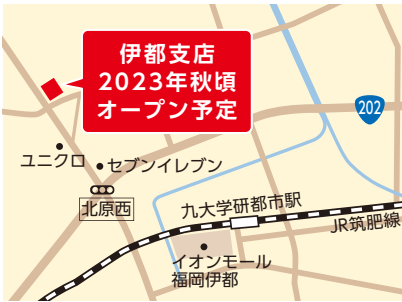 伊都支店
2023年秋頃
オープン予定
202
ユニクロ
セブンイレブン
北原西
九大学研都市駅
JR筑肥線
イオンモール
福岡伊都